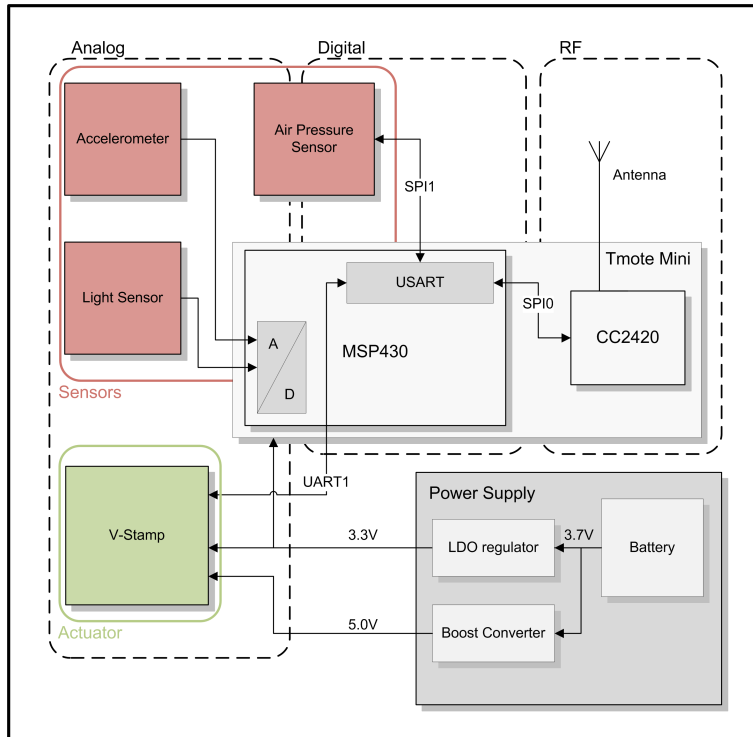 Analog
Digital
RF
Accelerometer
Air Pressure
Sensor
SPI1
Antenna
Light Sensor
Tmote Mini
USART
SPI0
A
D
MSP430
CC2420
Sensors
V-Stamp
UART1
Actuator
Power Supply
3.3V
LDO regulator
3.7V
Battery
5.0V
Boost Converter